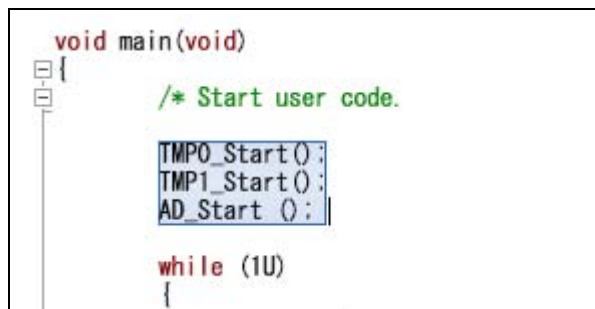 void main(void)
{
/* Start user code.
TMP0_Start();
TMP1_Start();
AD_Start ();
while (1U)
{